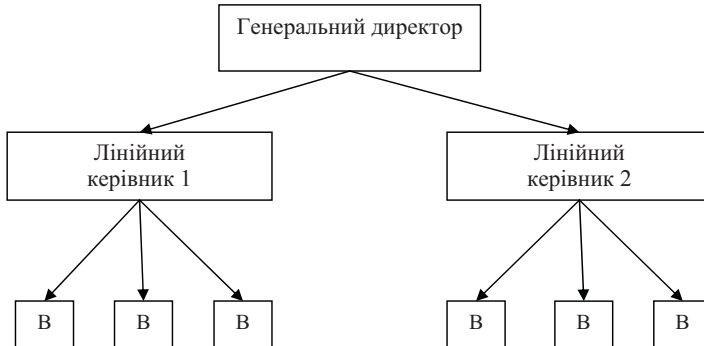 Генеральний директор
Лінійний
керівник 1
Лінійний
керівник 2
В
В
В
В
В
В